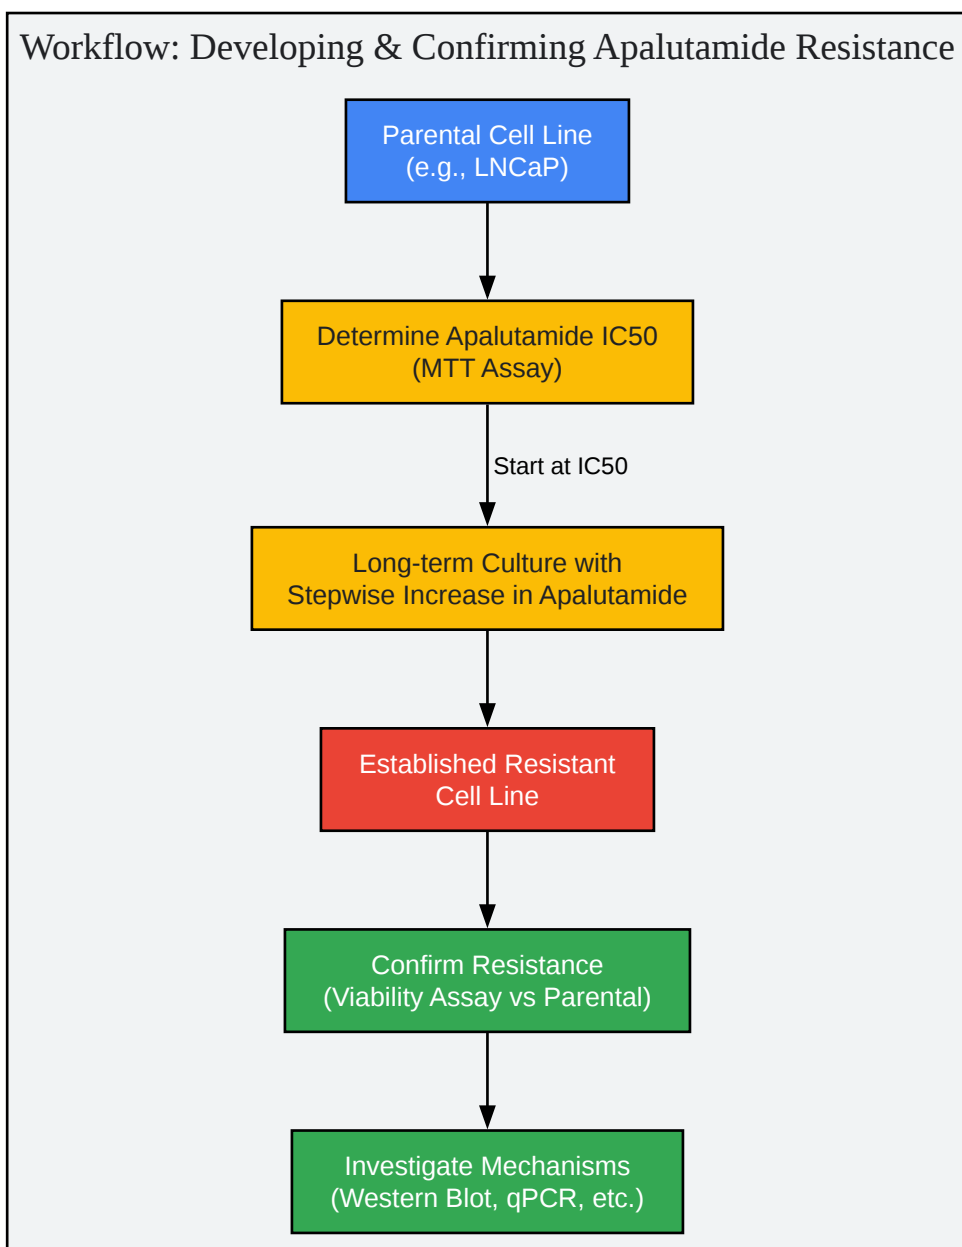 Workflow: Developing & Confirming Apalutamide Resistance
Parental Cell Line
(e.g., LNCaP)
Determine Apalutamide IC50
(MTT Assay)
Start at IC50
Long-term Culture with
Stepwise Increase in Apalutamide
Established Resistant
Cell Line
Confirm Resistance
(Viability Assay vs Parental)
Investigate Mechanisms
(Western Blot, qPCR, etc.)